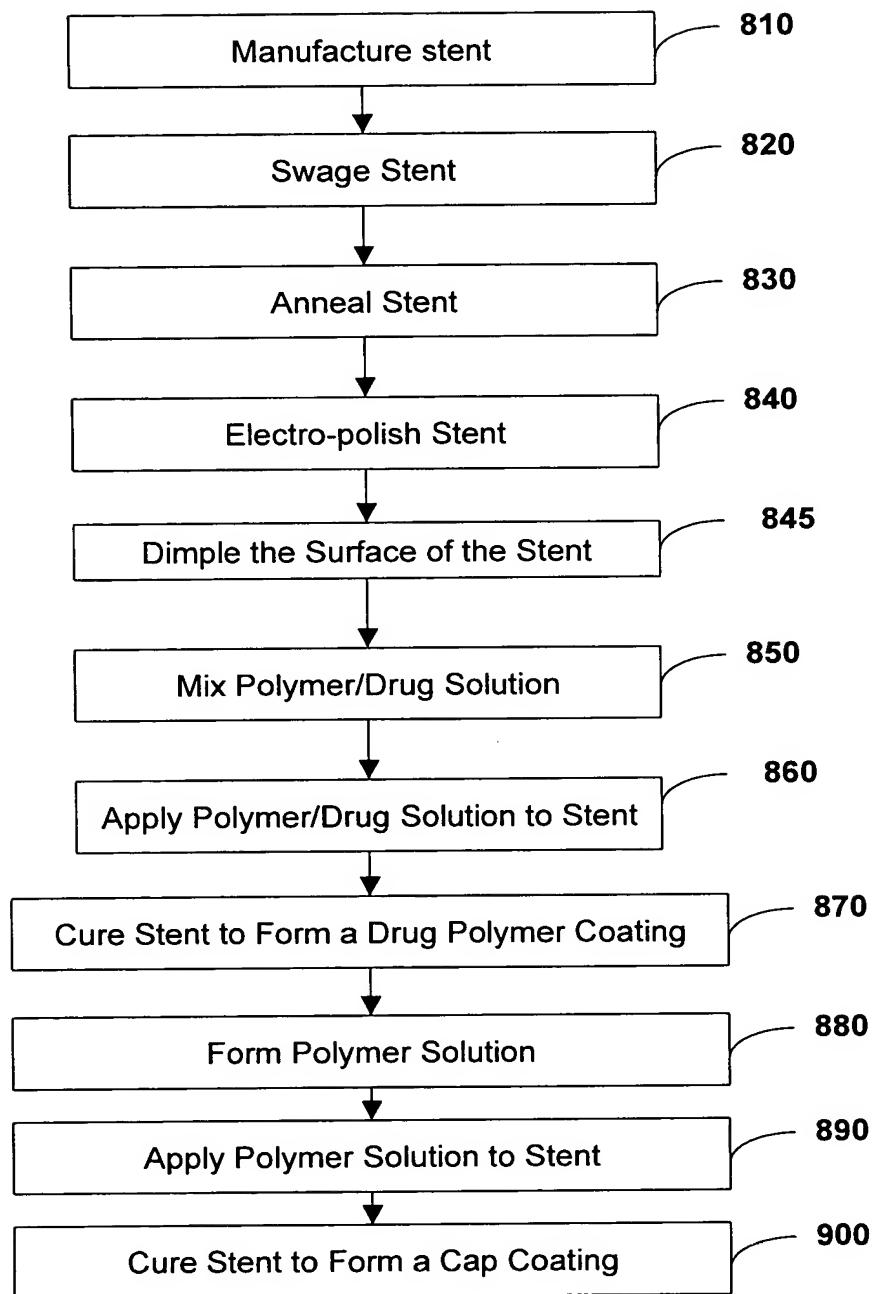 810
Manufacture stent
820
Swage Stent
830
Anneal Stent
840
Electro-polish Stent
845
Dimple the Surface of the Stent
850
Mix Polymer/Drug Solution
860
Apply Polymer/Drug Solution to Stent
870
Cure Stent to Form a Drug Polymer Coating
880
Form Polymer Solution
890
Apply Polymer Solution to Stent
900
Cure Stent to Form a Cap Coating